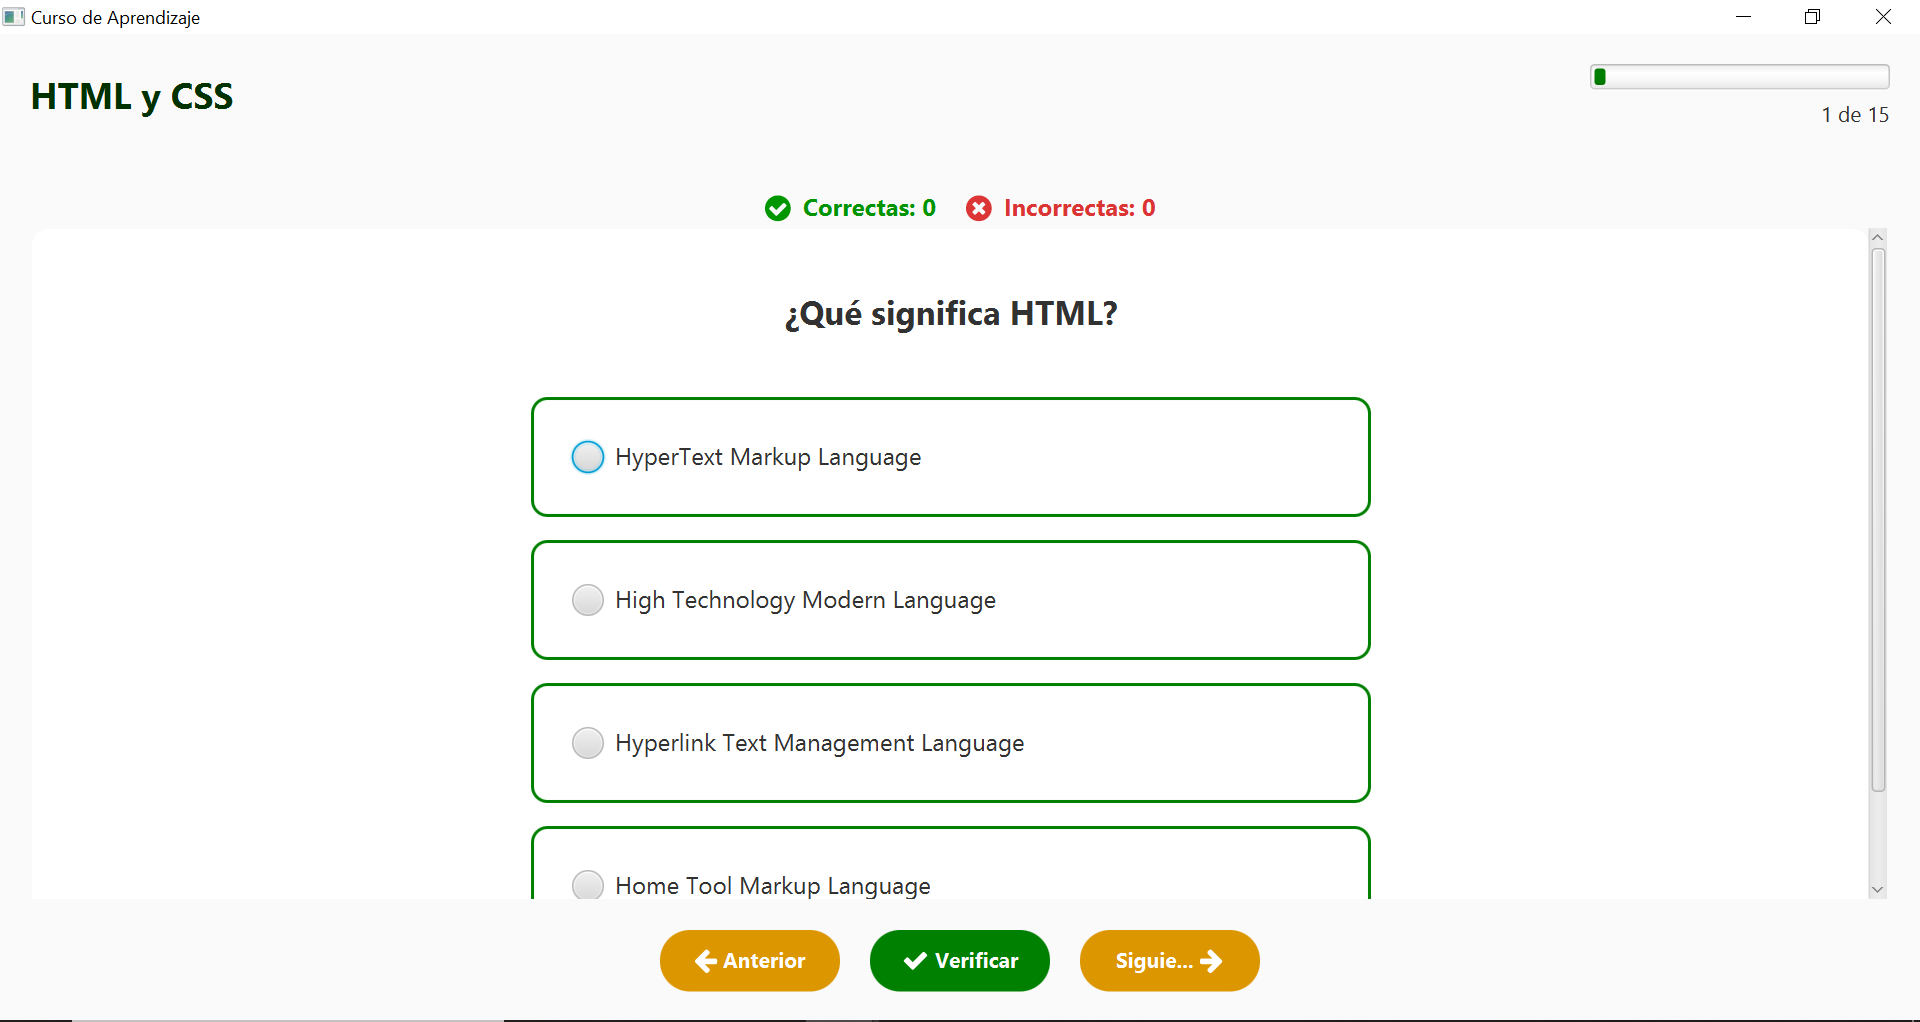 Curso de Aprendizaje
HTML y CSS
1 de 15
Correctas: 0 Incorrectas: 0
¿Qué significa HTML?
HyperText Markup Language
High Technology Modern Language
Hyperlink Text Management Language
Home Tool Markup Language
Anterior Verificar Siguie...